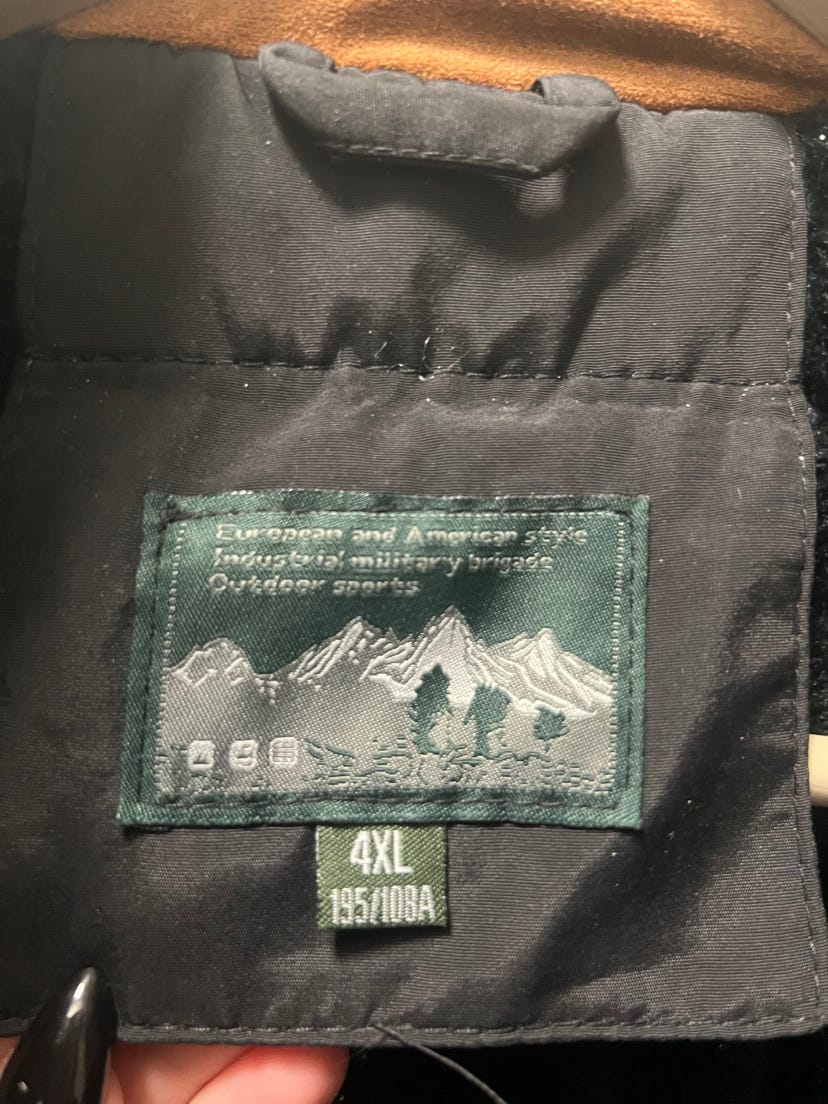 European and American style
Industrial military brigade
Outdoor sports
4XL
195/108A